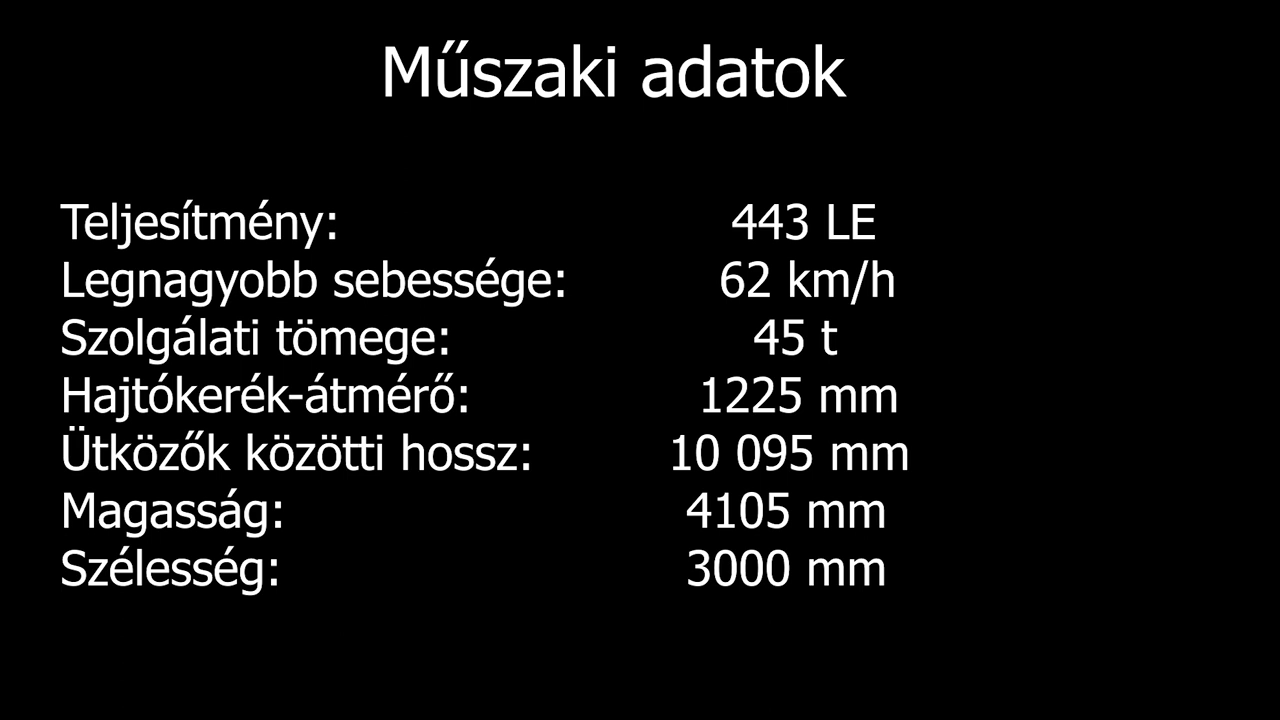 Műszaki adatok
Teljesítmény: 443 LE
Legnagyobb sebessége: 62 km/h
Szolgálati tömege: 45 t
Hajtókerék-átmérő: 1225 mm
Ütközők közötti hossz: 10 095 mm
Magasság: 4105 mm
Szélesség: 3000 mm